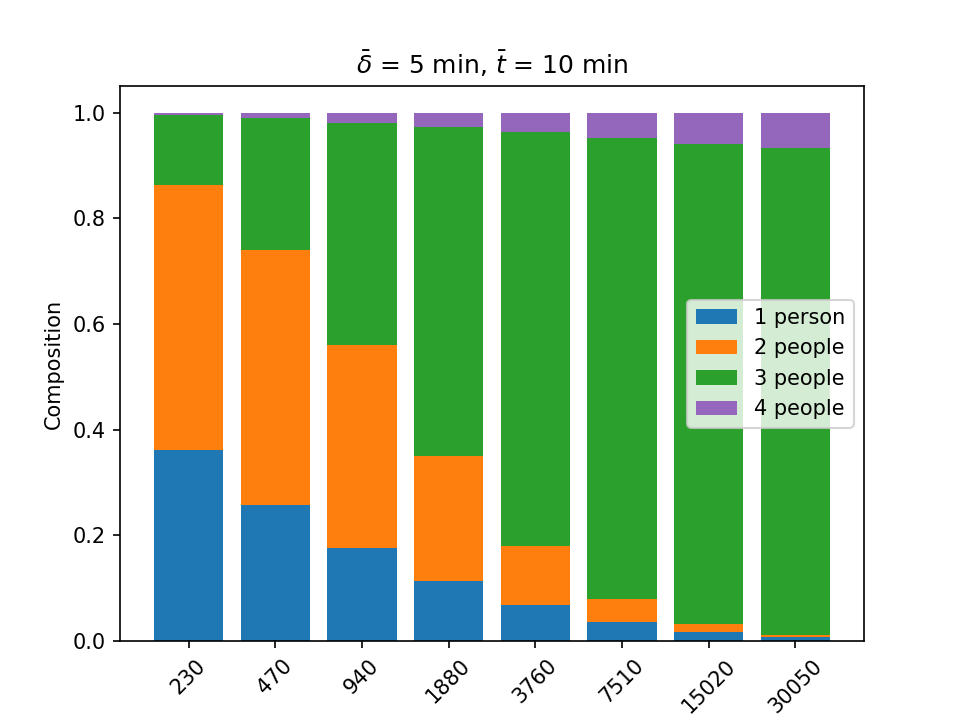 δ̄ = 5 min, t̄ = 10 min
Composition
1.0
0.8
0.6
0.4
0.2
0.0
1 person
2 people
3 people
4 people
230 470 940 1880 3760 7510 15020 30050